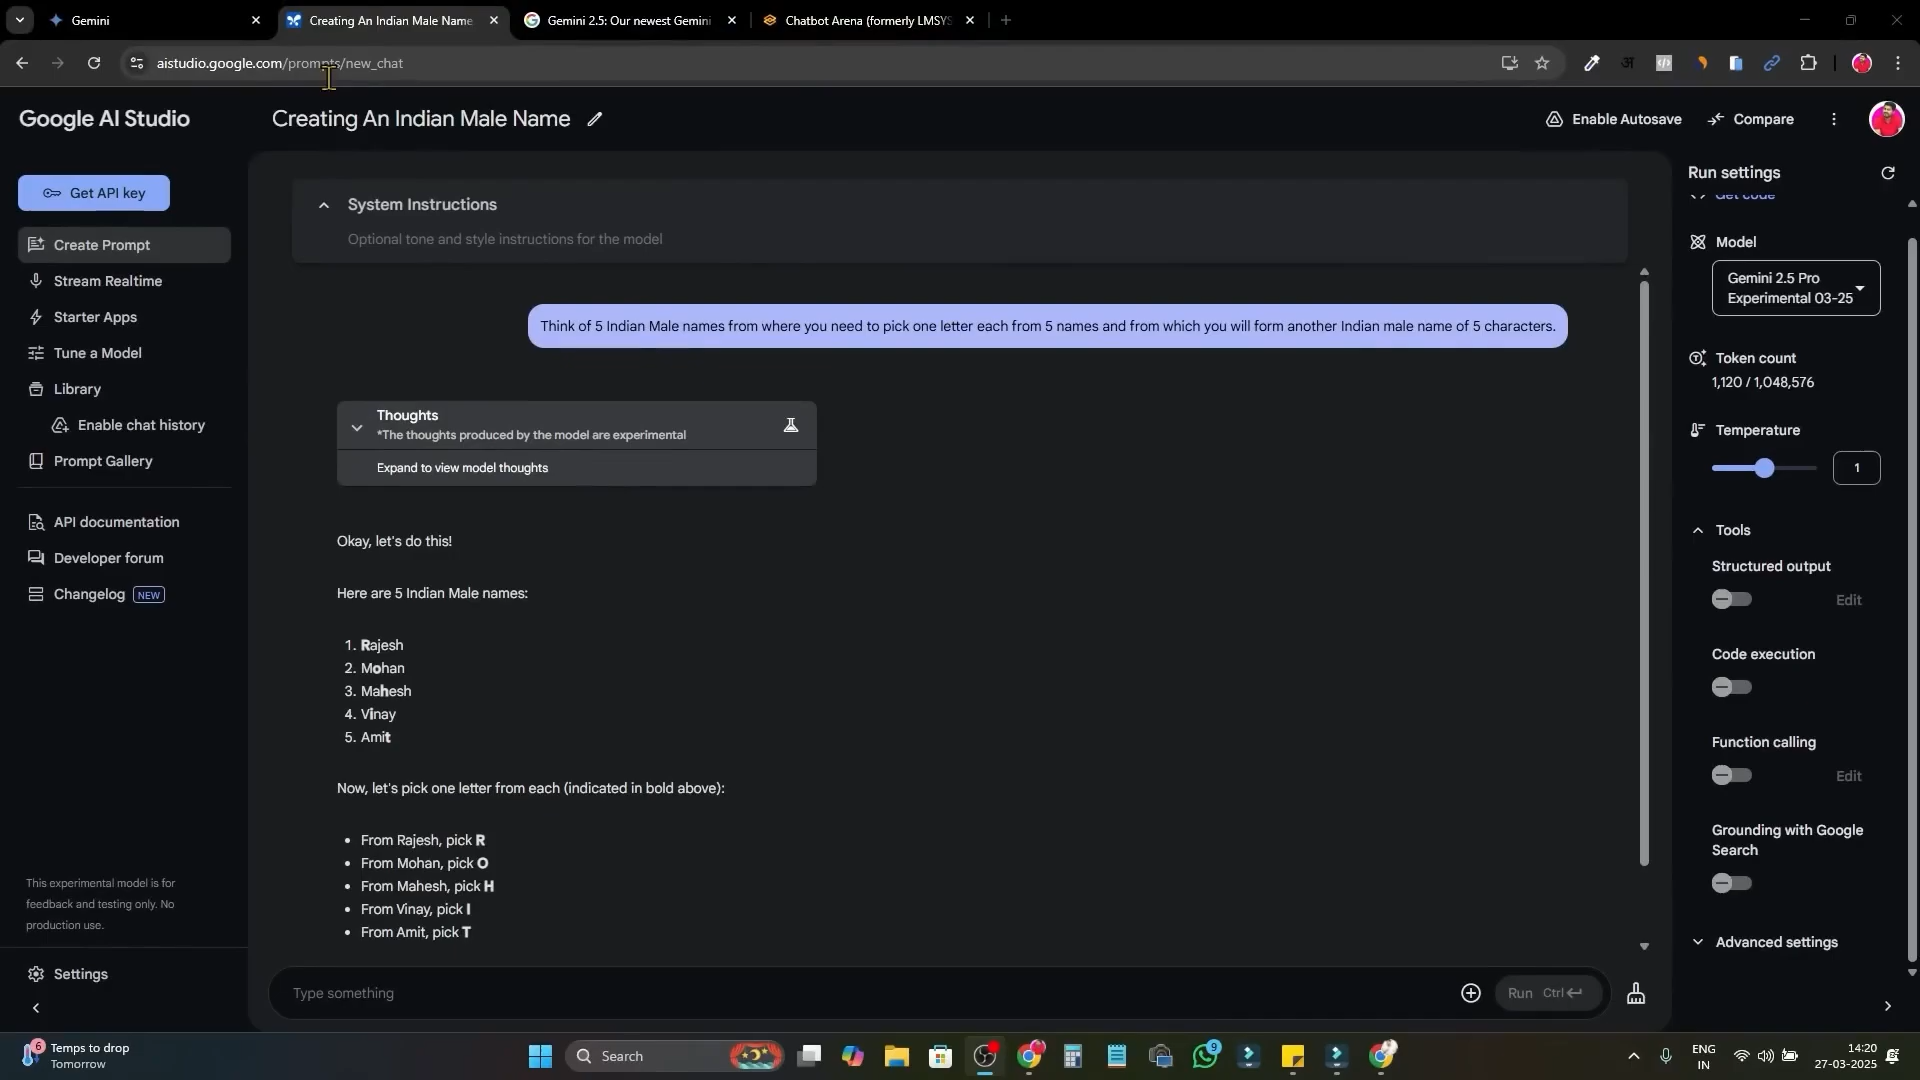 Gemini
Creating An Indian Male Name
Gemini 2.5: Our newest Gemini
Chatbot Arena (formerly LMSYS
aistudio.google.com/prompts/new_chat
Google AI Studio
Creating An Indian Male Name
Enable Autosave
Compare
Get API key
Create Prompt
Stream Realtime
Starter Apps
Tune a Model
Library
Enable chat history
Prompt Gallery
API documentation
Developer forum
Changelog NEW
This experimental model is for
feedback and testing only. No
production use.
Settings
System Instructions
Optional tone and style instructions for the model
Think of 5 Indian Male names from where you need to pick one letter each from 5 names and from which you will form another Indian male name of 5 characters.
Thoughts
*The thoughts produced by the model are experimental
Expand to view model thoughts
Okay, let's do this!
Here are 5 Indian Male names:
1. Rajesh
2. Mohan
3. Mahesh
4. Vinay
5. Amit
Now, let's pick one letter from each (indicated in bold above):
• From Rajesh, pick R
• From Mohan, pick O
• From Mahesh, pick H
• From Vinay, pick I
• From Amit, pick T
Type something
Run Ctrl
Run settings
Get code
Model
Gemini 2.5 Pro
Experimental 03-25
Token count
1,120 / 1,048,576
Temperature
1
Tools
Structured output
Edit
Code execution
Function calling
Edit
Grounding with Google
Search
Advanced settings
6
Temps to drop
Tomorrow
Search
9
ENG
IN
14:20
27-03-2025